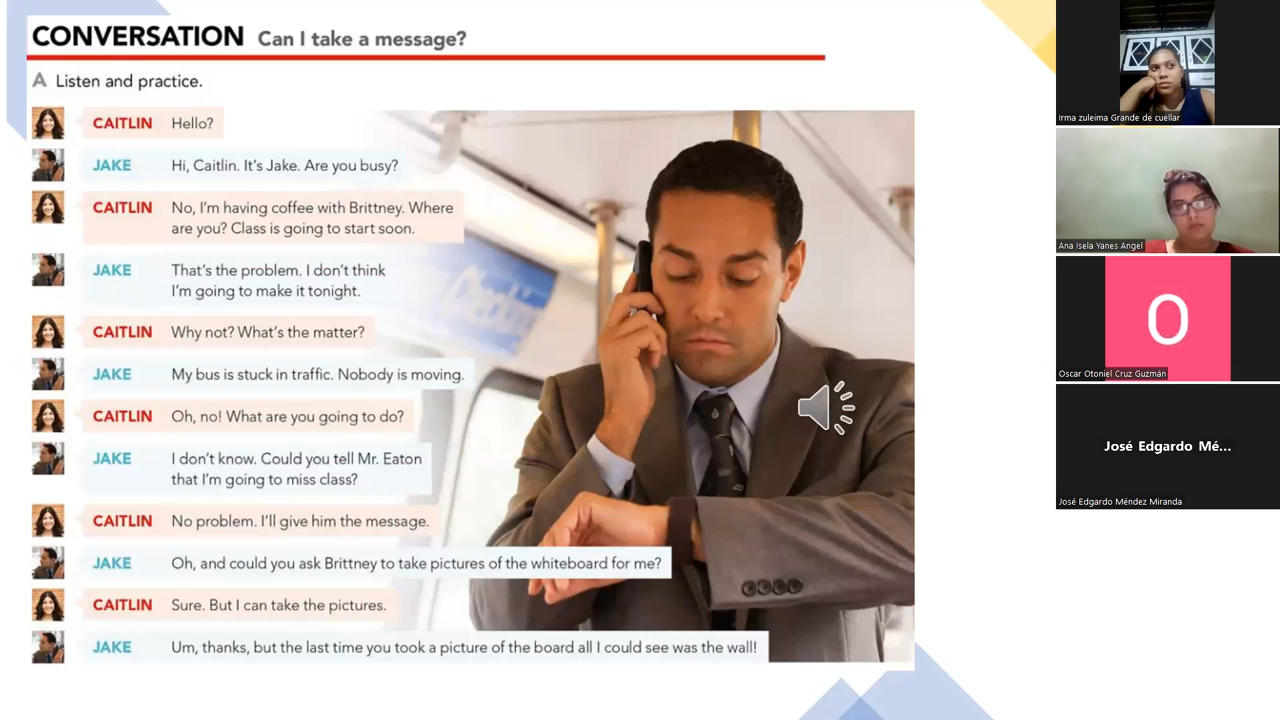 CONVERSATION Can I take a message?
A Listen and practice.
CAITLIN Hello?
JAKE Hi, Caitlin. It's Jake. Are you busy?
CAITLIN No, I'm having coffee with Brittney. Where
are you? Class is going to start soon.
JAKE That's the problem. I don't think
I'm going to make it tonight.
CAITLIN Why not? What's the matter?
JAKE My bus is stuck in traffic. Nobody is moving.
CAITLIN Oh, no! What are you going to do?
JAKE I don't know. Could you tell Mr. Eaton
that I'm going to miss class?
CAITLIN No problem. I'll give him the message.
JAKE Oh, and could you ask Brittney to take pictures of the whiteboard for me?
CAITLIN Sure. But I can take the pictures.
JAKE Um, thanks, but the last time you took a picture of the board all I could see was the wall!
Irma zuleima Grande de cuellar
Ana Isela Yanes Angel
O
Oscar Otoniel Cruz Guzmán
José Edgardo Mé...
José Edgardo Méndez Miranda